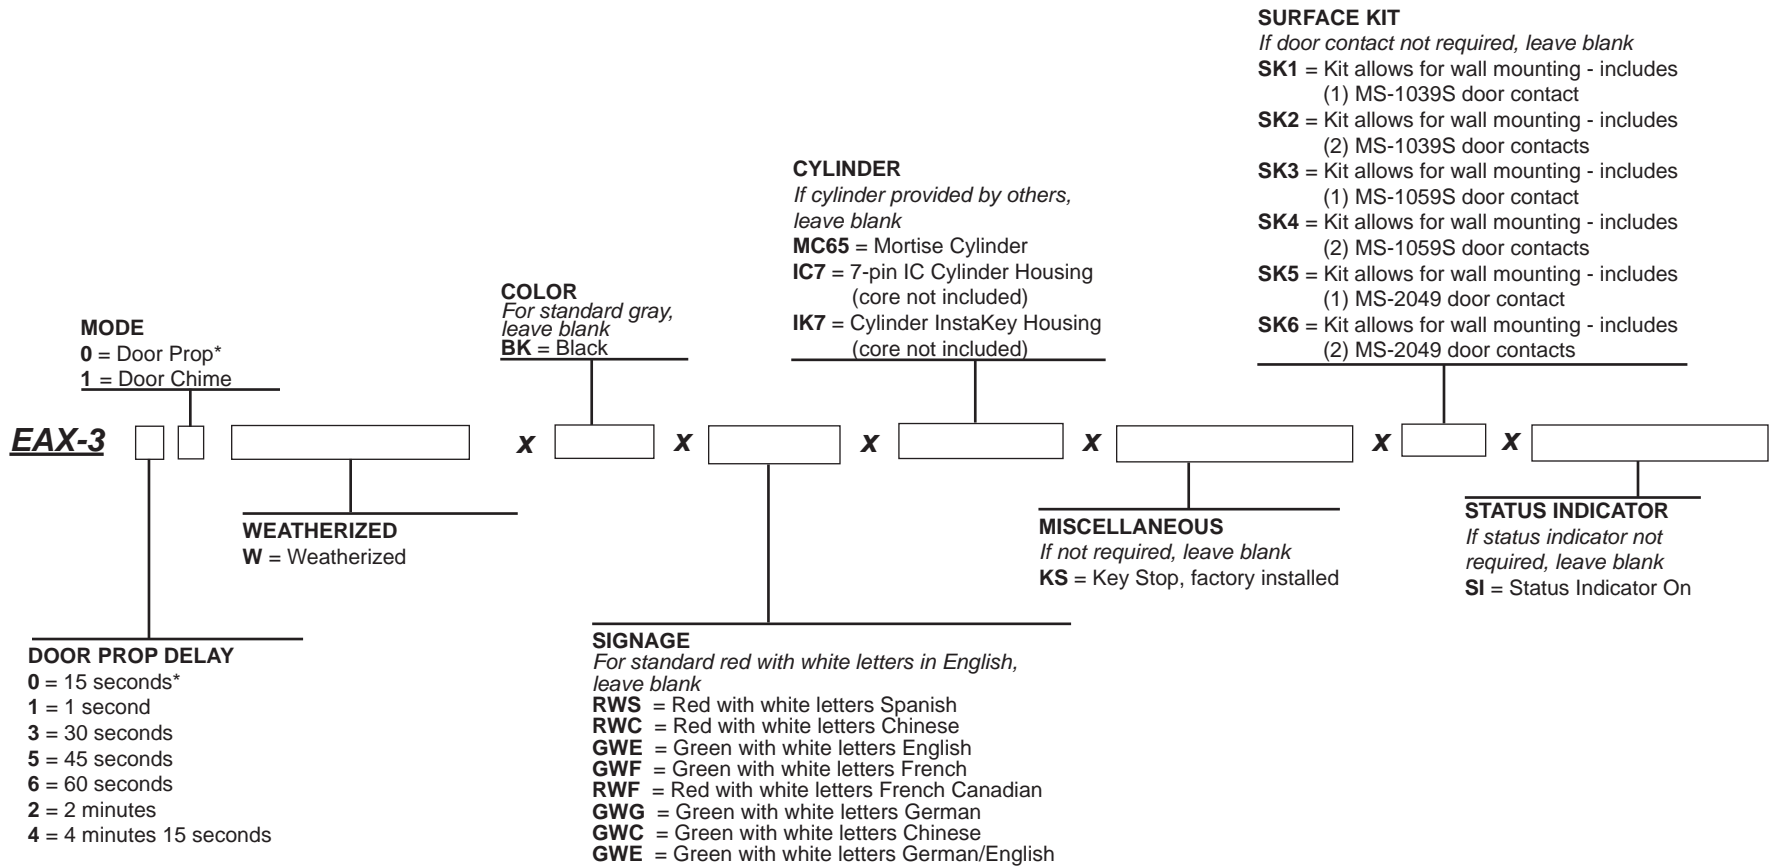 SURFACE KIT
If door contact not required, leave blank
SK1 = Kit allows for wall mounting - includes
(1) MS-1039S door contact
SK2 = Kit allows for wall mounting - includes
(2) MS-1039S door contacts
SK3 = Kit allows for wall mounting - includes
(1) MS-1059S door contact
SK4 = Kit allows for wall mounting - includes
(2) MS-1059S door contacts
SK5 = Kit allows for wall mounting - includes
(1) MS-2049 door contact
SK6 = Kit allows for wall mounting - includes
(2) MS-2049 door contacts
CYLINDER
If cylinder provided by others,
leave blank
MC65 = Mortise Cylinder
IC7 = 7-pin IC Cylinder Housing
(core not included)
IK7 = Cylinder InstaKey Housing
(core not included)
COLOR
For standard gray,
leave blank
BK = Black
MODE
0 = Door Prop*
1 = Door Chime
EAX-3 x x x x x x
WEATHERIZED
W = Weatherized
MISCELLANEOUS
If not required, leave blank
KS = Key Stop, factory installed
STATUS INDICATOR
If status indicator not
required, leave blank
SI = Status Indicator On
DOOR PROP DELAY
0 = 15 seconds*
1 = 1 second
3 = 30 seconds
5 = 45 seconds
6 = 60 seconds
2 = 2 minutes
4 = 4 minutes 15 seconds
SIGNAGE
For standard red with white letters in English,
leave blank
RWS = Red with white letters Spanish
RWC = Red with white letters Chinese
GWE = Green with white letters English
GWF = Green with white letters French
RWF = Red with white letters French Canadian
GWG = Green with white letters German
GWC = Green with white letters Chinese
GWE = Green with white letters German/English